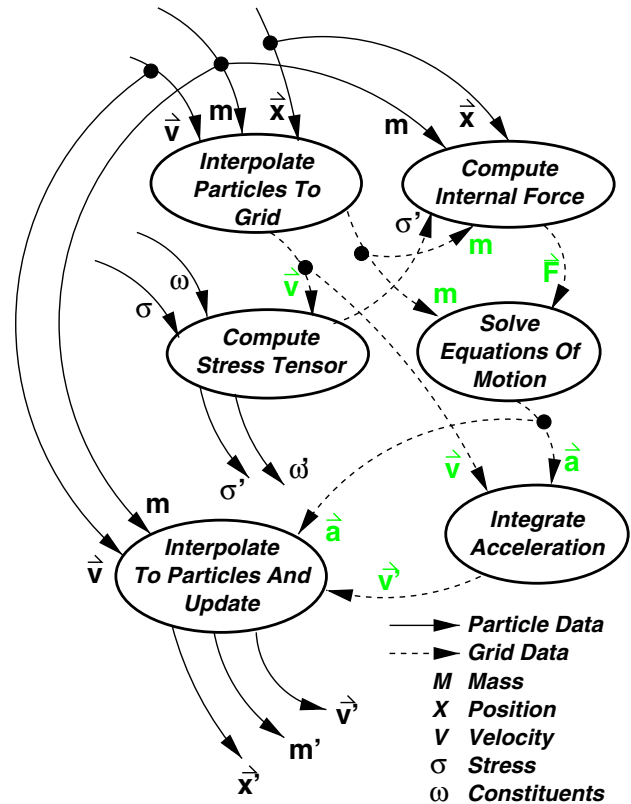 m
v
x
m
x
Interpolate
Particles To
Grid
Compute
Internal Force
σ'
m
ω
σ
v
m
F
Compute
Stress Tensor
Solve
Equations Of
Motion
σ'
ω'
v
a
m
v
a
Interpolate
To Particles And
Update
Integrate
Acceleration
v'
x'
m'
v'
Particle Data
Grid Data
M Mass
X Position
V Velocity
σ Stress
ω Constituents